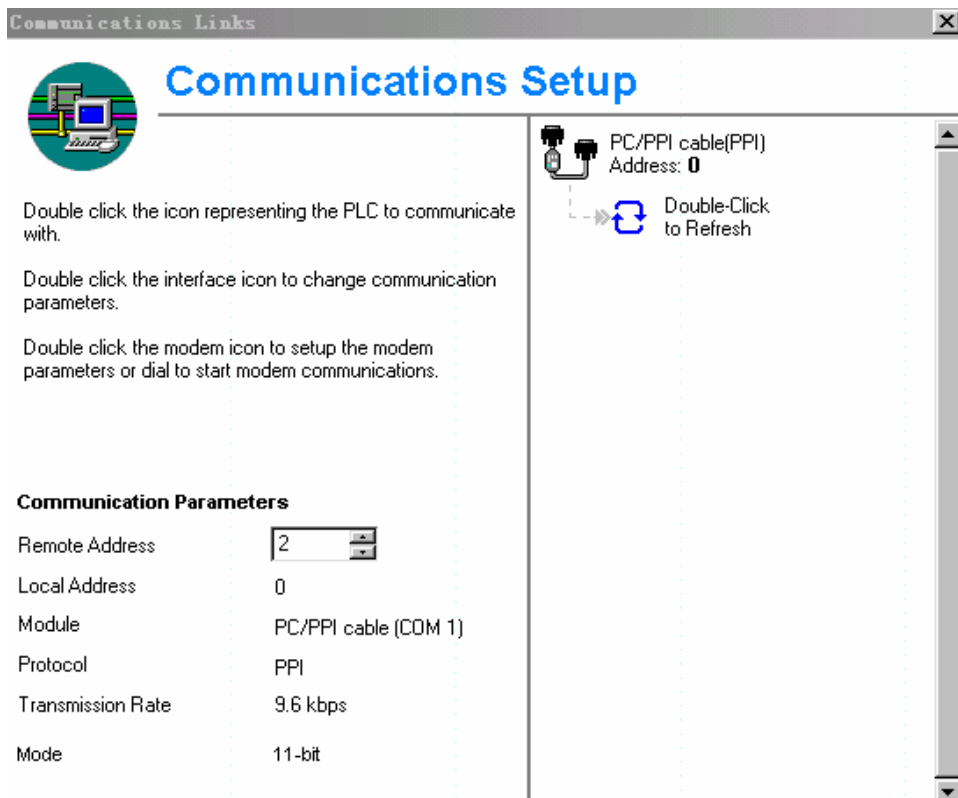 Communications Links
Communications Setup
Double click the icon representing the PLC to communicate
with.
Double click the interface icon to change communication
parameters.
Double click the modem icon to setup the modem
parameters or dial to start modem communications.
Communication Parameters
Remote Address 2
Local Address 0
Module PC/PPI cable (COM 1)
Protocol PPI
Transmission Rate 9.6 kbps
Mode 11-bit
PC/PPI cable(PPI)
Address: 0
Double-Click
to Refresh